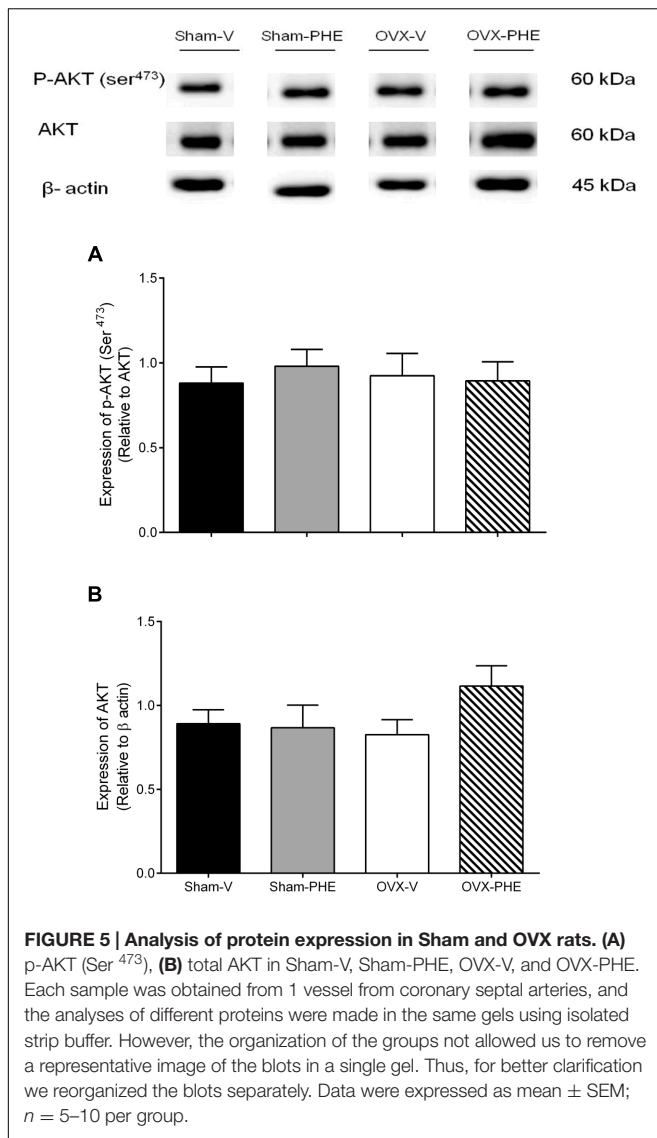 Sham-V Sham-PHE OVX-V OVX-PHE
P-AKT (ser⁴⁷³) 60 kDa
AKT 60 kDa
β- actin 45 kDa
A
Expression of p-AKT (Ser ⁴⁷³)
(Relative to AKT)
1.5
1.0
0.5
0.0
B
Expression of AKT
(Relative to β actin)
1.5
1.0
0.5
0.0
Sham-V Sham-PHE OVX-V OVX-PHE
FIGURE 5 | Analysis of protein expression in Sham and OVX rats. (A)
p-AKT (Ser ⁴⁷³), (B) total AKT in Sham-V, Sham-PHE, OVX-V, and OVX-PHE.
Each sample was obtained from 1 vessel from coronary septal arteries, and
the analyses of different proteins were made in the same gels using isolated
strip buffer. However, the organization of the groups not allowed us to remove
a representative image of the blots in a single gel. Thus, for better clarification
we reorganized the blots separately. Data were expressed as mean ± SEM;
n = 5–10 per group.